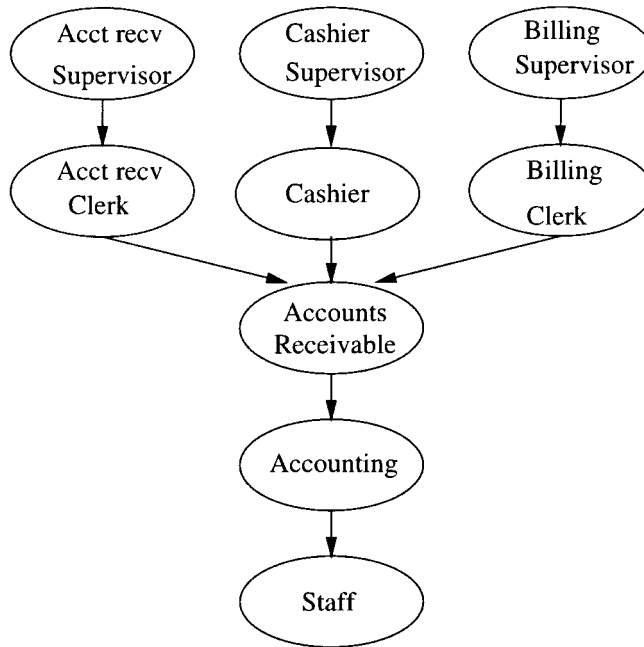 Acct recv
Supervisor
Cashier
Supervisor
Billing
Supervisor
Acct recv
Clerk
Cashier
Billing
Clerk
Accounts
Receivable
Accounting
Staff